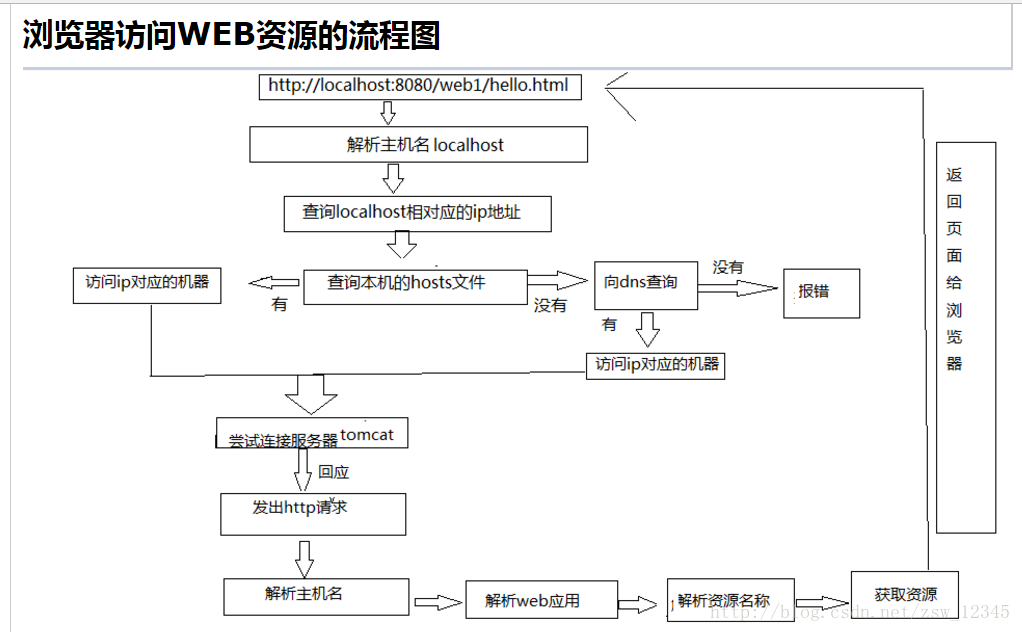 浏览器访问WEB资源的流程图
http://localhost:8080/web1/hello.html
解析主机名 localhost
查询localhost相对应的ip地址
访问ip对应的机器
有
查询本机的hosts文件
没有
向dns查询
没有
报错
有
访问ip对应的机器
尝试连接服务器 tomcat
回应
发出http请求
解析主机名
解析web应用
解析资源名称
获取资源
返回页面给浏览器
http://blog.csdn.net/zsw_12345